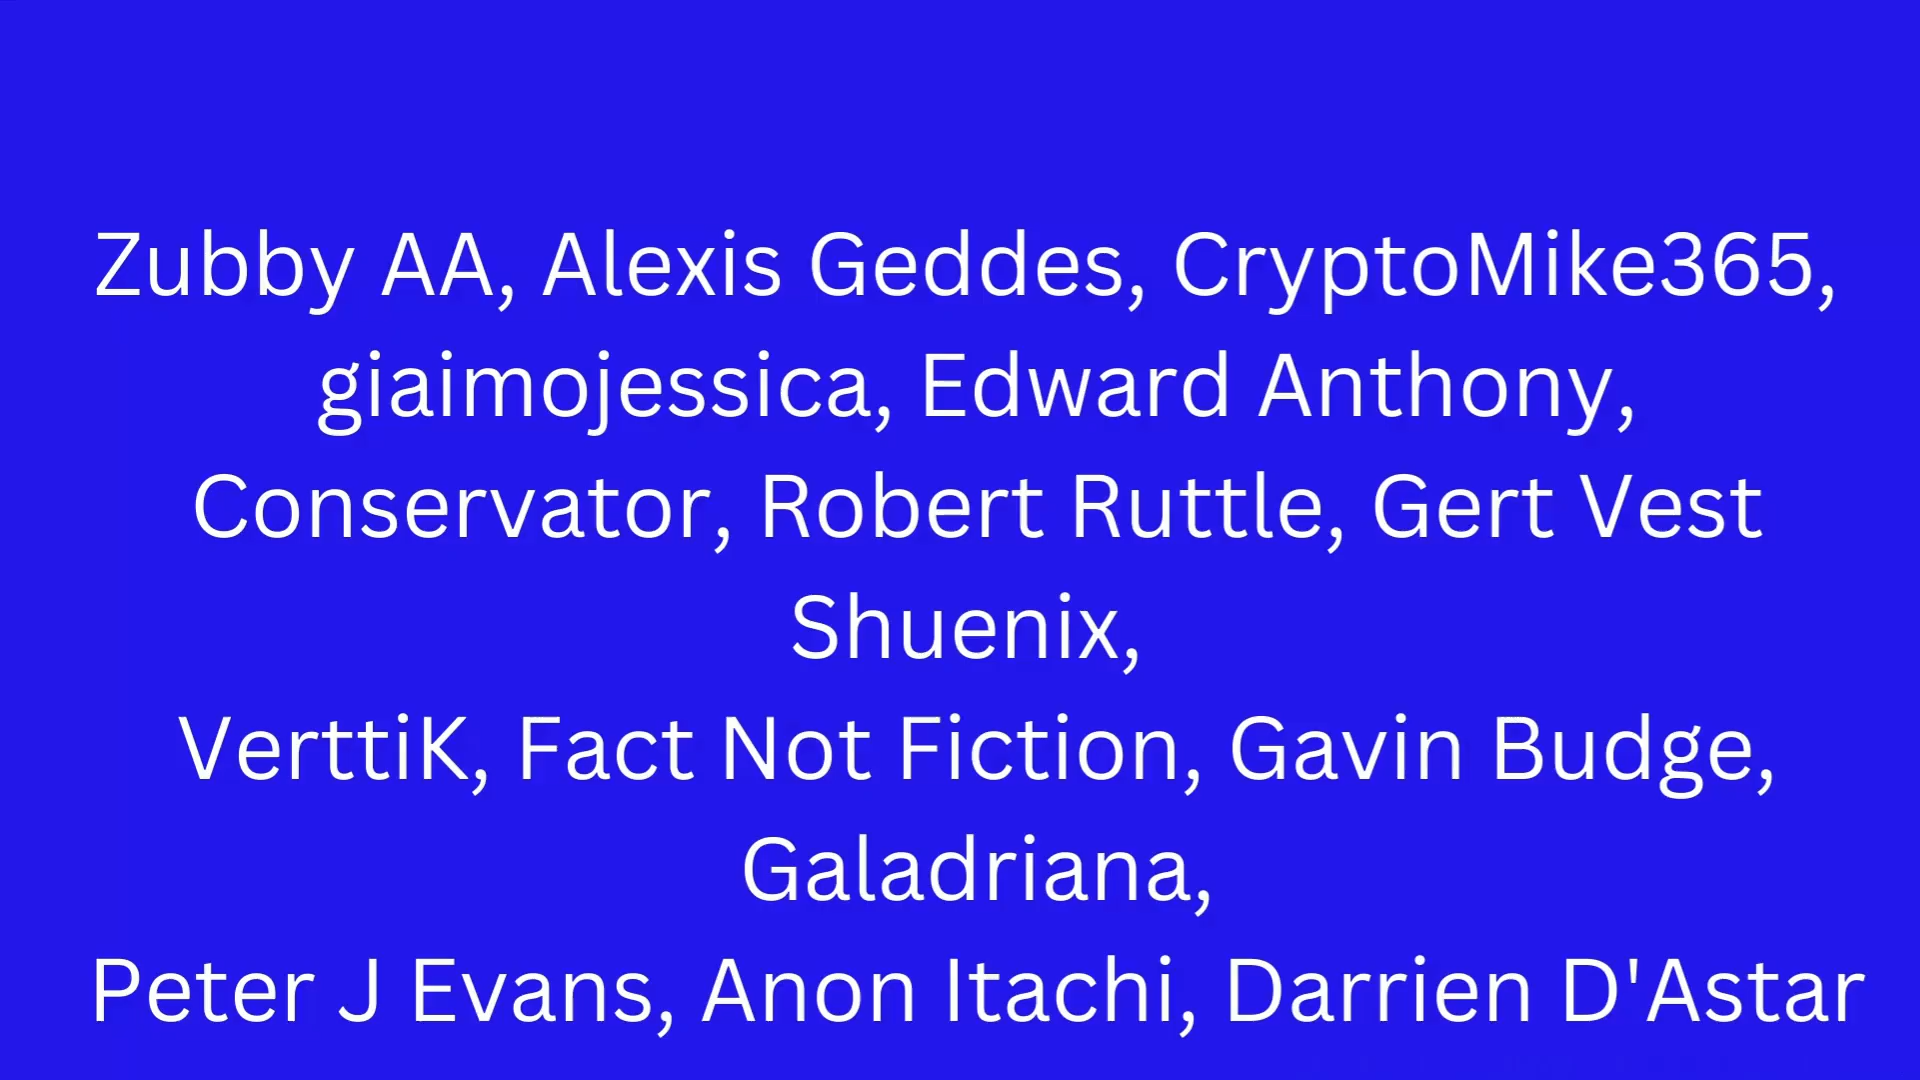 Zubby AA, Alexis Geddes, CryptoMike365,
giaimojessica, Edward Anthony,
Conservator, Robert Ruttle, Gert Vest
Shuenix,
VerttiK, Fact Not Fiction, Gavin Budge,
Galadriana,
Peter J Evans, Anon Itachi, Darrien D'Astar